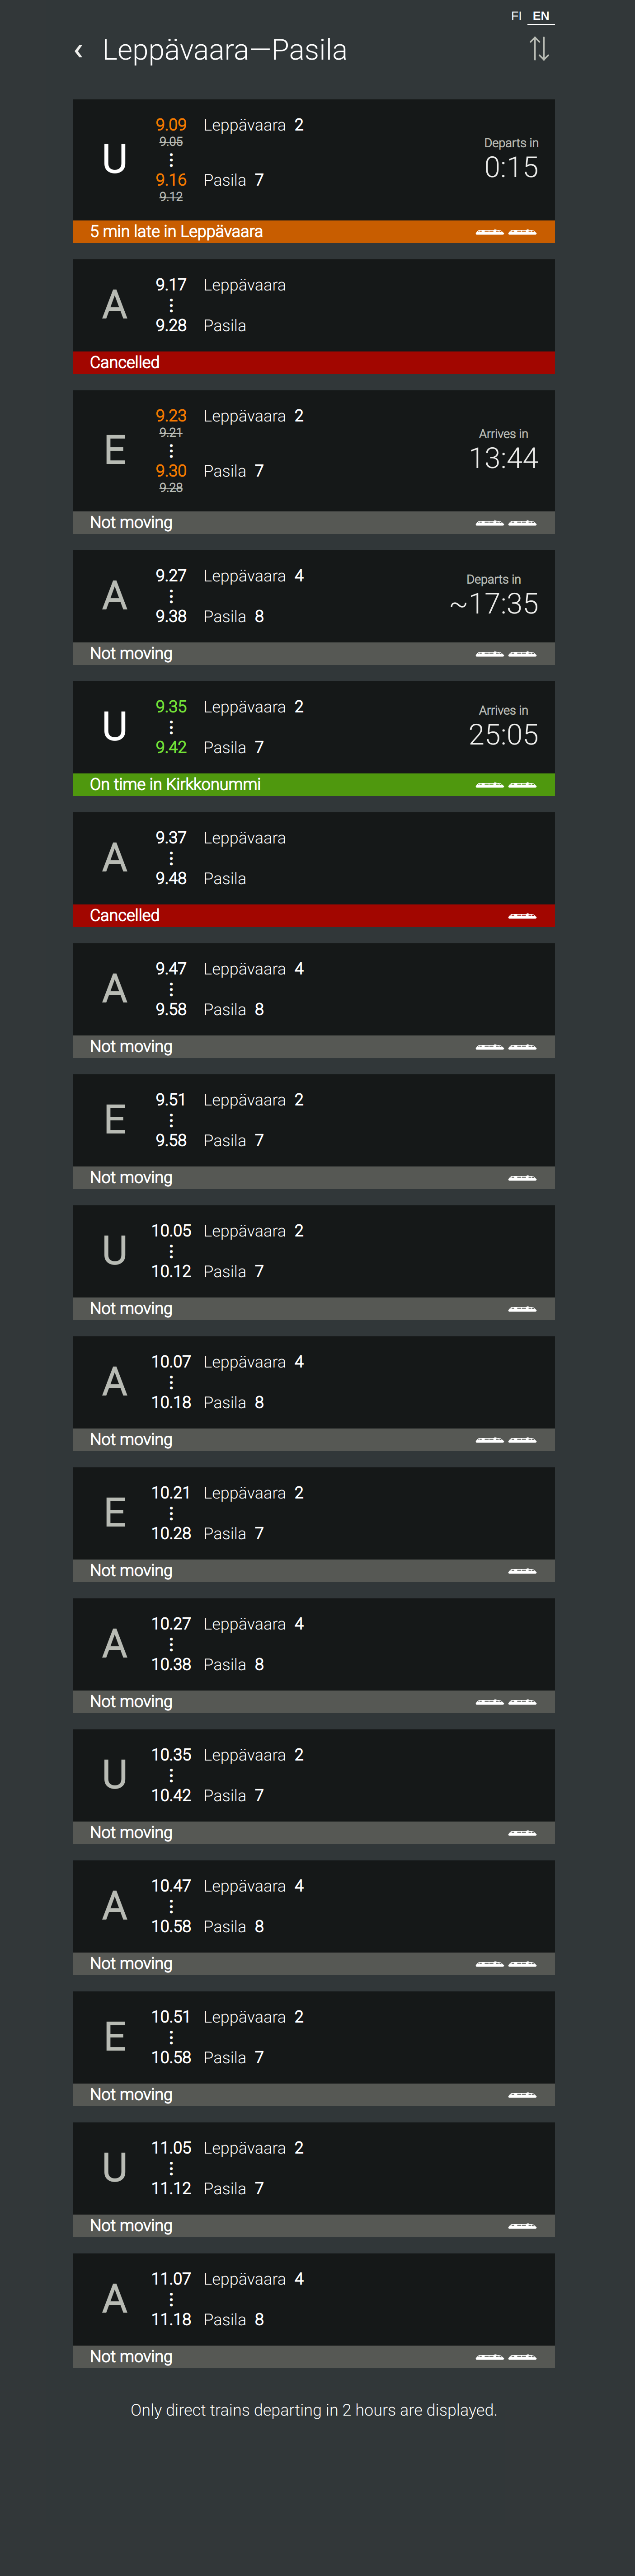 FI EN
‹ Leppävaara—Pasila
U
9.09 Leppävaara 2
9.05
9.16 Pasila 7
9.12
Departs in
0:15
5 min late in Leppävaara
A
9.17 Leppävaara
9.28 Pasila
Cancelled
E
9.23 Leppävaara 2
9.21
9.30 Pasila 7
9.28
Arrives in
13:44
Not moving
A
9.27 Leppävaara 4
9.38 Pasila 8
Departs in
~17:35
Not moving
U
9.35 Leppävaara 2
9.42 Pasila 7
Arrives in
25:05
On time in Kirkkonummi
A
9.37 Leppävaara
9.48 Pasila
Cancelled
A
9.47 Leppävaara 4
9.58 Pasila 8
Not moving
E
9.51 Leppävaara 2
9.58 Pasila 7
Not moving
U
10.05 Leppävaara 2
10.12 Pasila 7
Not moving
A
10.07 Leppävaara 4
10.18 Pasila 8
Not moving
E
10.21 Leppävaara 2
10.28 Pasila 7
Not moving
A
10.27 Leppävaara 4
10.38 Pasila 8
Not moving
U
10.35 Leppävaara 2
10.42 Pasila 7
Not moving
A
10.47 Leppävaara 4
10.58 Pasila 8
Not moving
E
10.51 Leppävaara 2
10.58 Pasila 7
Not moving
U
11.05 Leppävaara 2
11.12 Pasila 7
Not moving
A
11.07 Leppävaara 4
11.18 Pasila 8
Not moving
Only direct trains departing in 2 hours are displayed.